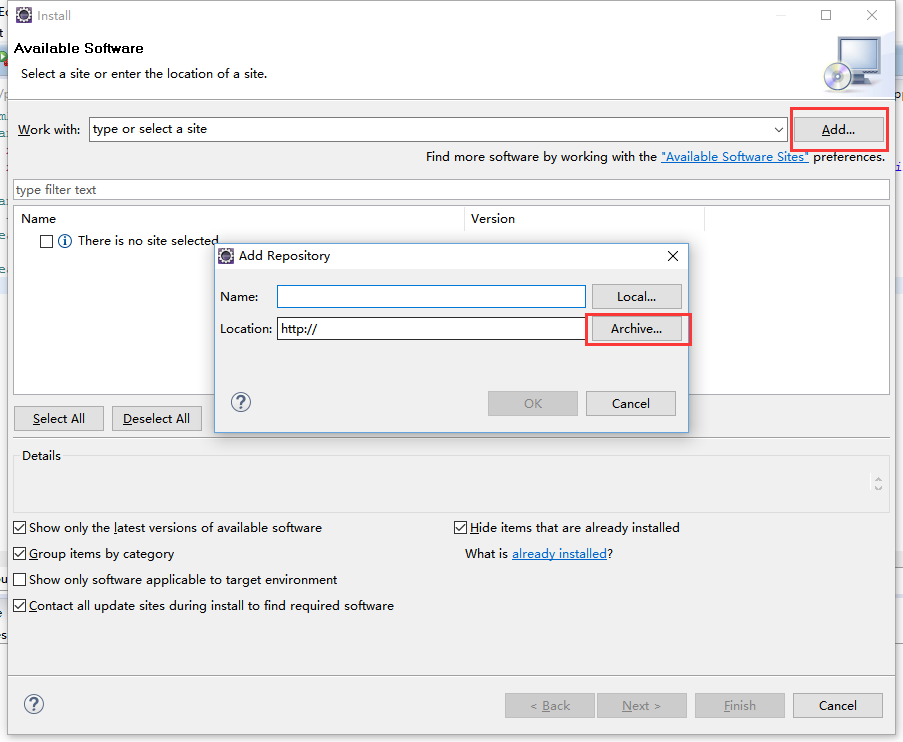 Install
Available Software
Select a site or enter the location of a site.
Work with: type or select a site Add...
Find more software by working with the "Available Software Sites" preferences.
type filter text
Name Version
There is no site selected
Add Repository
Name: Local...
Location: http:// Archive...
OK Cancel
Select All Deselect All
Details
Show only the latest versions of available software Hide items that are already installed
Group items by category What is already installed?
Show only software applicable to target environment
Contact all update sites during install to find required software
< Back Next > Finish Cancel